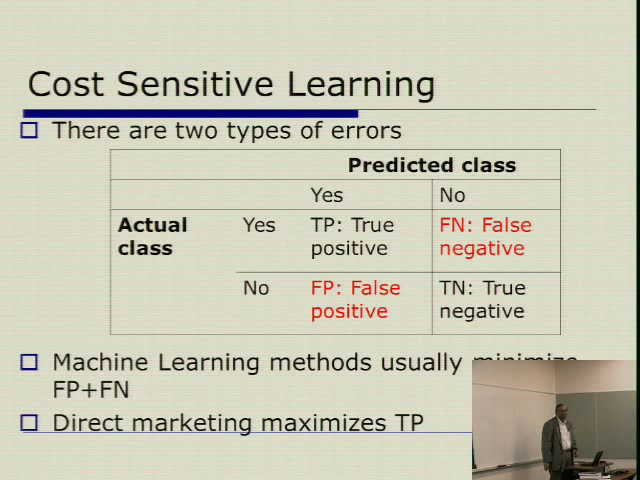 Cost Sensitive Learning
There are two types of errors
Predicted class
Yes No
Actual class Yes TP: True positive FN: False negative
No FP: False positive TN: True negative
Machine Learning methods usually minimize
FP+FN
Direct marketing maximizes TP